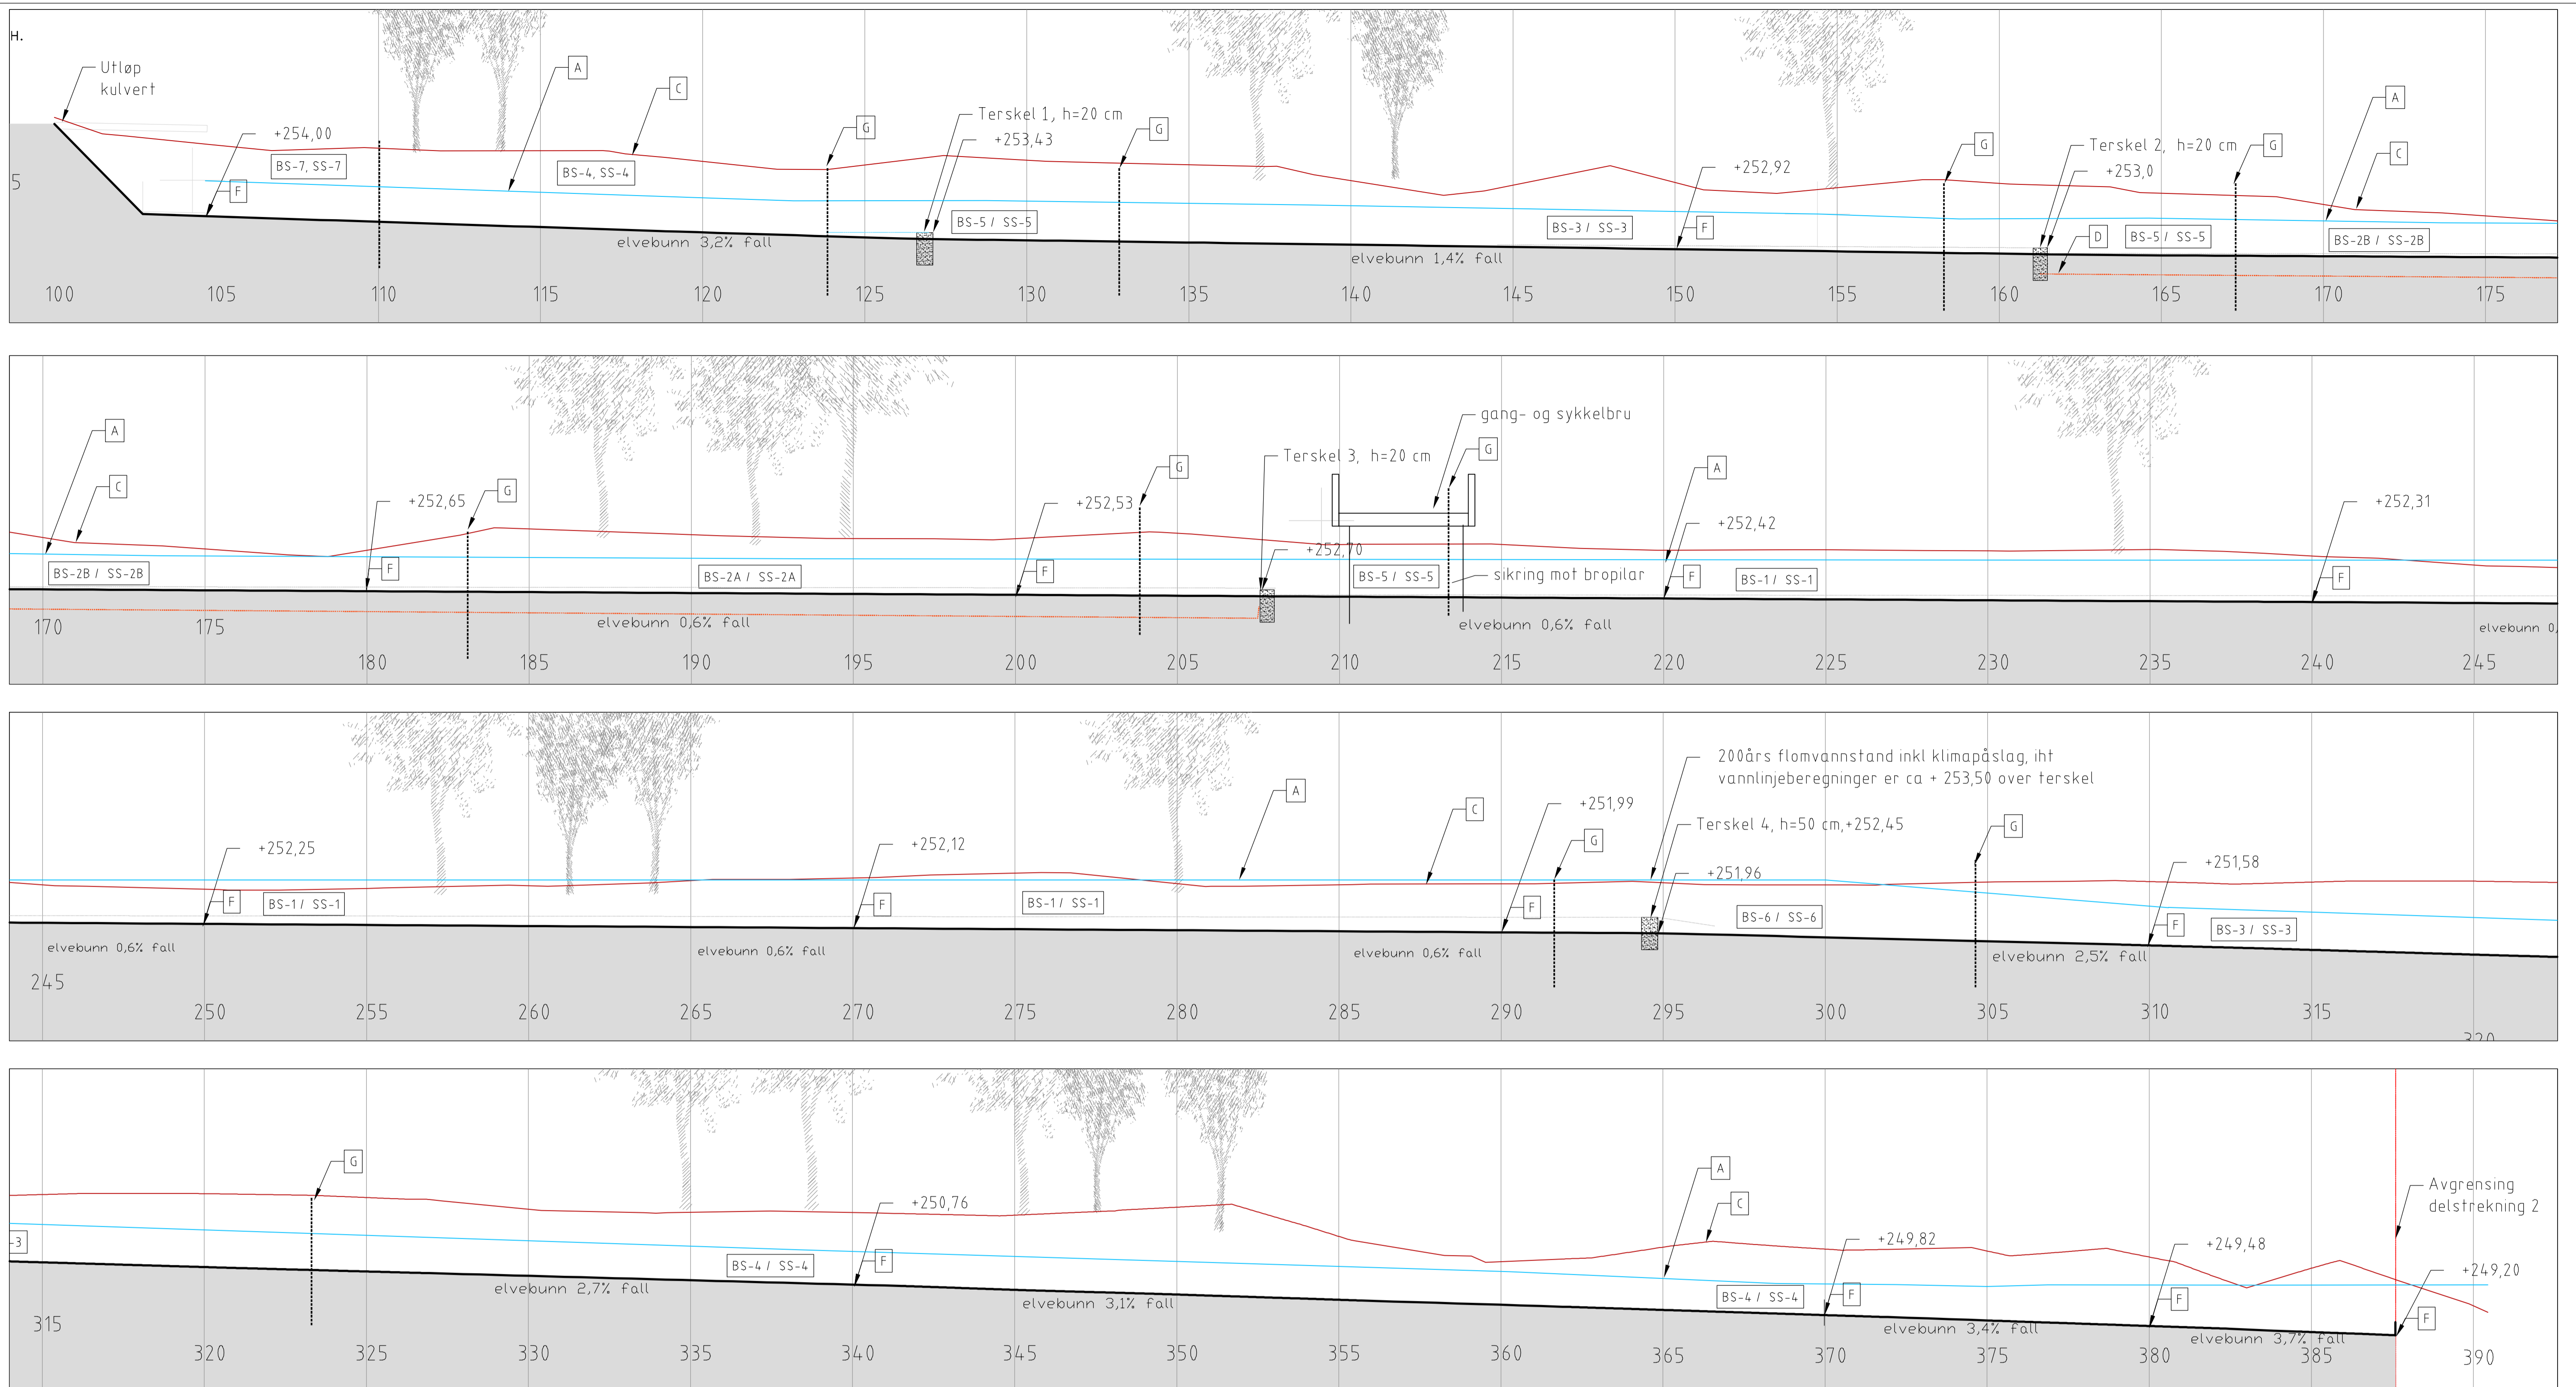 H.
Utløp
kulvert
+254,00
BS-7, SS-7
F
A
BS-4, SS-4
C
elvebunn 3,2% fall
G
Terskel 1, h=20 cm
+253,43
BS-5 / SS-5
G
elvebunn 1,4% fall
BS-3 / SS-3
+252,92
F
G
Terskel 2, h=20 cm
+253,0
D
BS-5 / SS-5
G
A
C
BS-2B / SS-2B
5
100 105 110 115 120 125 130 135 140 145 150 155 160 165 170 175
A
C
BS-2B / SS-2B
+252,65
F
G
BS-2A / SS-2A
elvebunn 0,6% fall
+252,53
F
G
Terskel 3, h=20 cm
+252,70
gang- og sykkelbru
G
BS-5 / SS-5
sikring mot bropilar
elvebunn 0,6% fall
A
+252,42
F
BS-1 / SS-1
+252,31
F
elvebunn 0,
170 175 180 185 190 195 200 205 210 215 220 225 230 235 240 245
+252,25
F
BS-1 / SS-1
elvebunn 0,6% fall
+252,12
F
elvebunn 0,6% fall
BS-1 / SS-1
A
C
+251,99
F
G
elvebunn 0,6% fall
200års flomvannstand inkl klimapåslag, iht
vannlinjeberegninger er ca + 253,50 over terskel
Terskel 4, h=50 cm,+252,45
+251,96
BS-6 / SS-6
G
elvebunn 2,5% fall
+251,58
F
BS-3 / SS-3
245 250 255 260 265 270 275 280 285 290 295 300 305 310 315 320
-3
G
elvebunn 2,7% fall
BS-4 / SS-4
+250,76
F
elvebunn 3,1% fall
A
C
BS-4 / SS-4
+249,82
F
elvebunn 3,4% fall
+249,48
F
elvebunn 3,7% fall
Avgrensing
delstrekning 2
+249,20
F
315 320 325 330 335 340 345 350 355 360 365 370 375 380 385 390